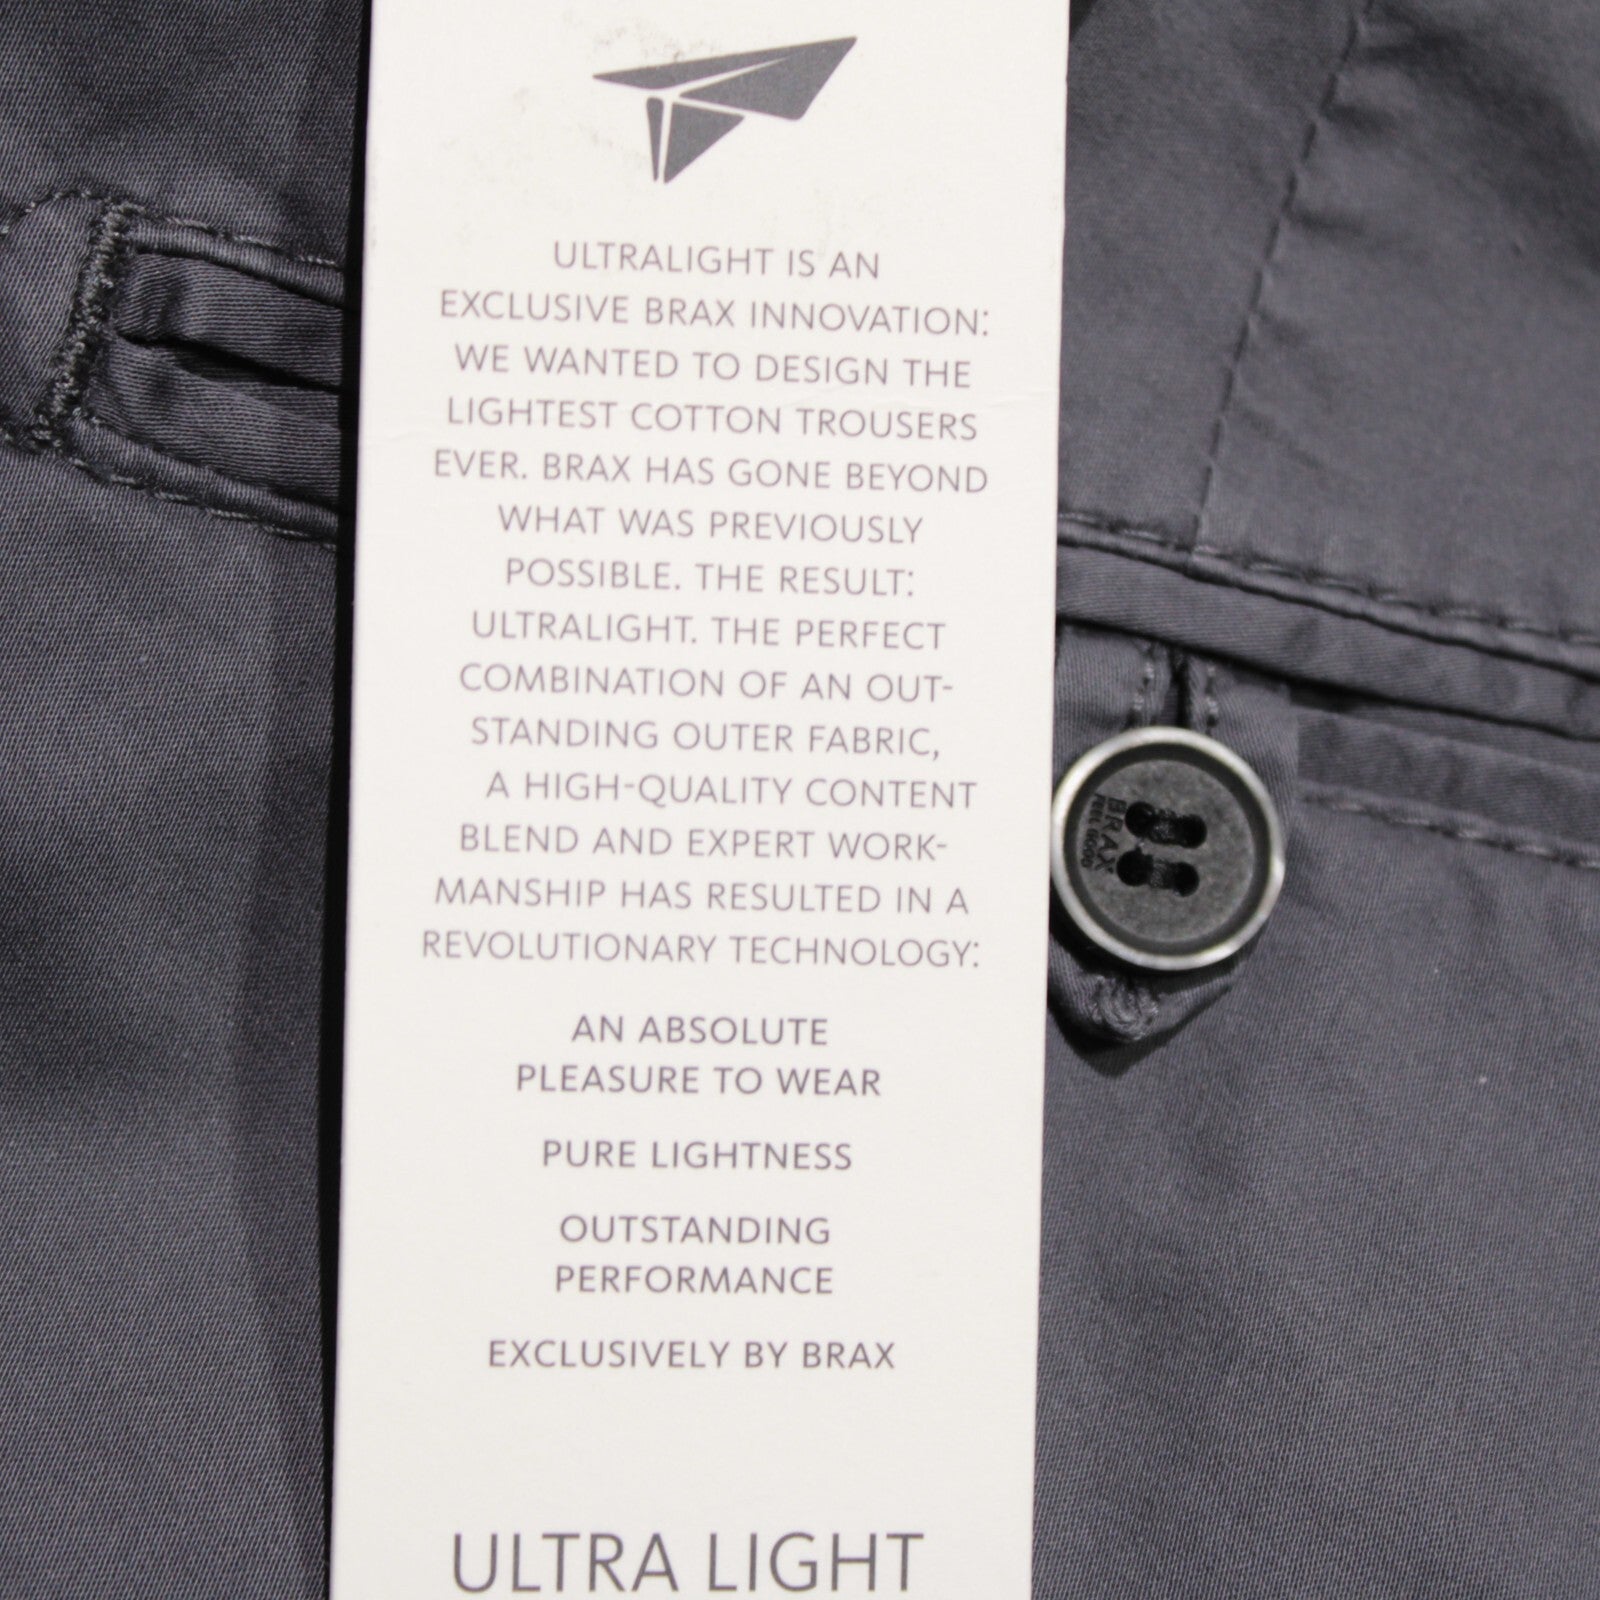 ULTRALIGHT IS AN
EXCLUSIVE BRAX INNOVATION:
WE WANTED TO DESIGN THE
LIGHTEST COTTON TROUSERS
EVER. BRAX HAS GONE BEYOND
WHAT WAS PREVIOUSLY
POSSIBLE. THE RESULT:
ULTRALIGHT. THE PERFECT
COMBINATION OF AN OUT-
STANDING OUTER FABRIC,
A HIGH-QUALITY CONTENT
BLEND AND EXPERT WORK-
MANSHIP HAS RESULTED IN A
REVOLUTIONARY TECHNOLOGY:
AN ABSOLUTE
PLEASURE TO WEAR
PURE LIGHTNESS
OUTSTANDING
PERFORMANCE
EXCLUSIVELY BY BRAX
ULTRA LIGHT
BRAX
FEEL GOOD